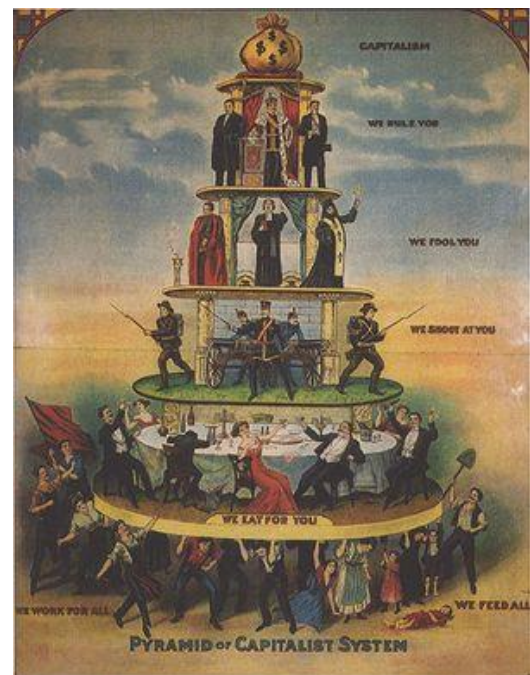 $ $ $ $
CAPITALISM
WE RULE YOU
WE FOOL YOU
WE SHOOT AT YOU
WE EAT FOR YOU
WE WORK FOR ALL
WE FEED ALL
PYRAMID OF CAPITALIST SYSTEM